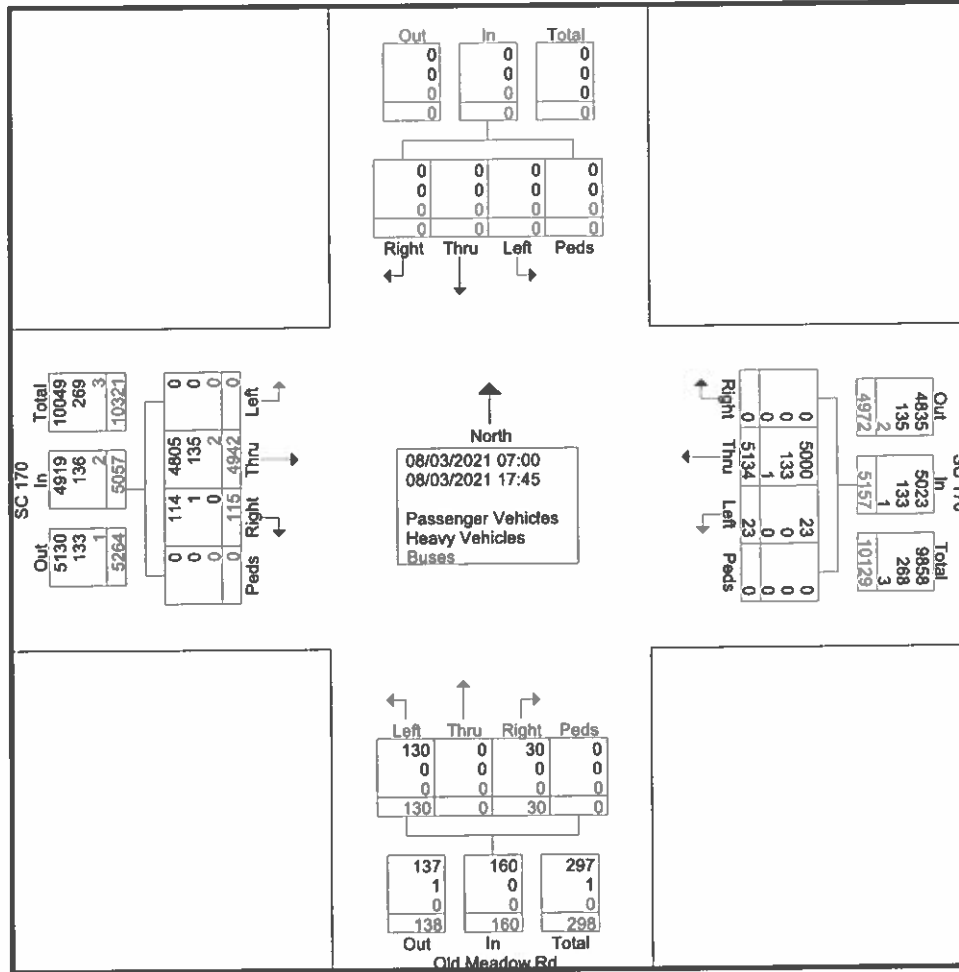 Out In Total
0 0 0
0 0 0
0 0 0
0 0 0
0 0 0 0
0 0 0 0
0 0 0 0
0 0 0 0
Right Thru Left Peds
SC 170
Total In Out
10049 4919 5130
269 136 133
3 2 1
10321 5057 5264
0 4805 114 0
0 135 1 0
0 2 0 0
0 4942 115 0
Left Thru Right Peds
North
08/03/2021 07:00
08/03/2021 17:45
Passenger Vehicles
Heavy Vehicles
Buses
Right Thru Left Peds
0 5000 23 0
0 133 0 0
0 1 0 0
0 5134 23 0
SC 170
Out In Total
4835 5023 9858
135 133 268
2 1 3
4972 5157 10129
Left Thru Right Peds
130 0 30 0
0 0 0 0
0 0 0 0
130 0 30 0
137 160 297
1 0 1
0 0 0
138 160 298
Out In Total
Old Meadow Rd